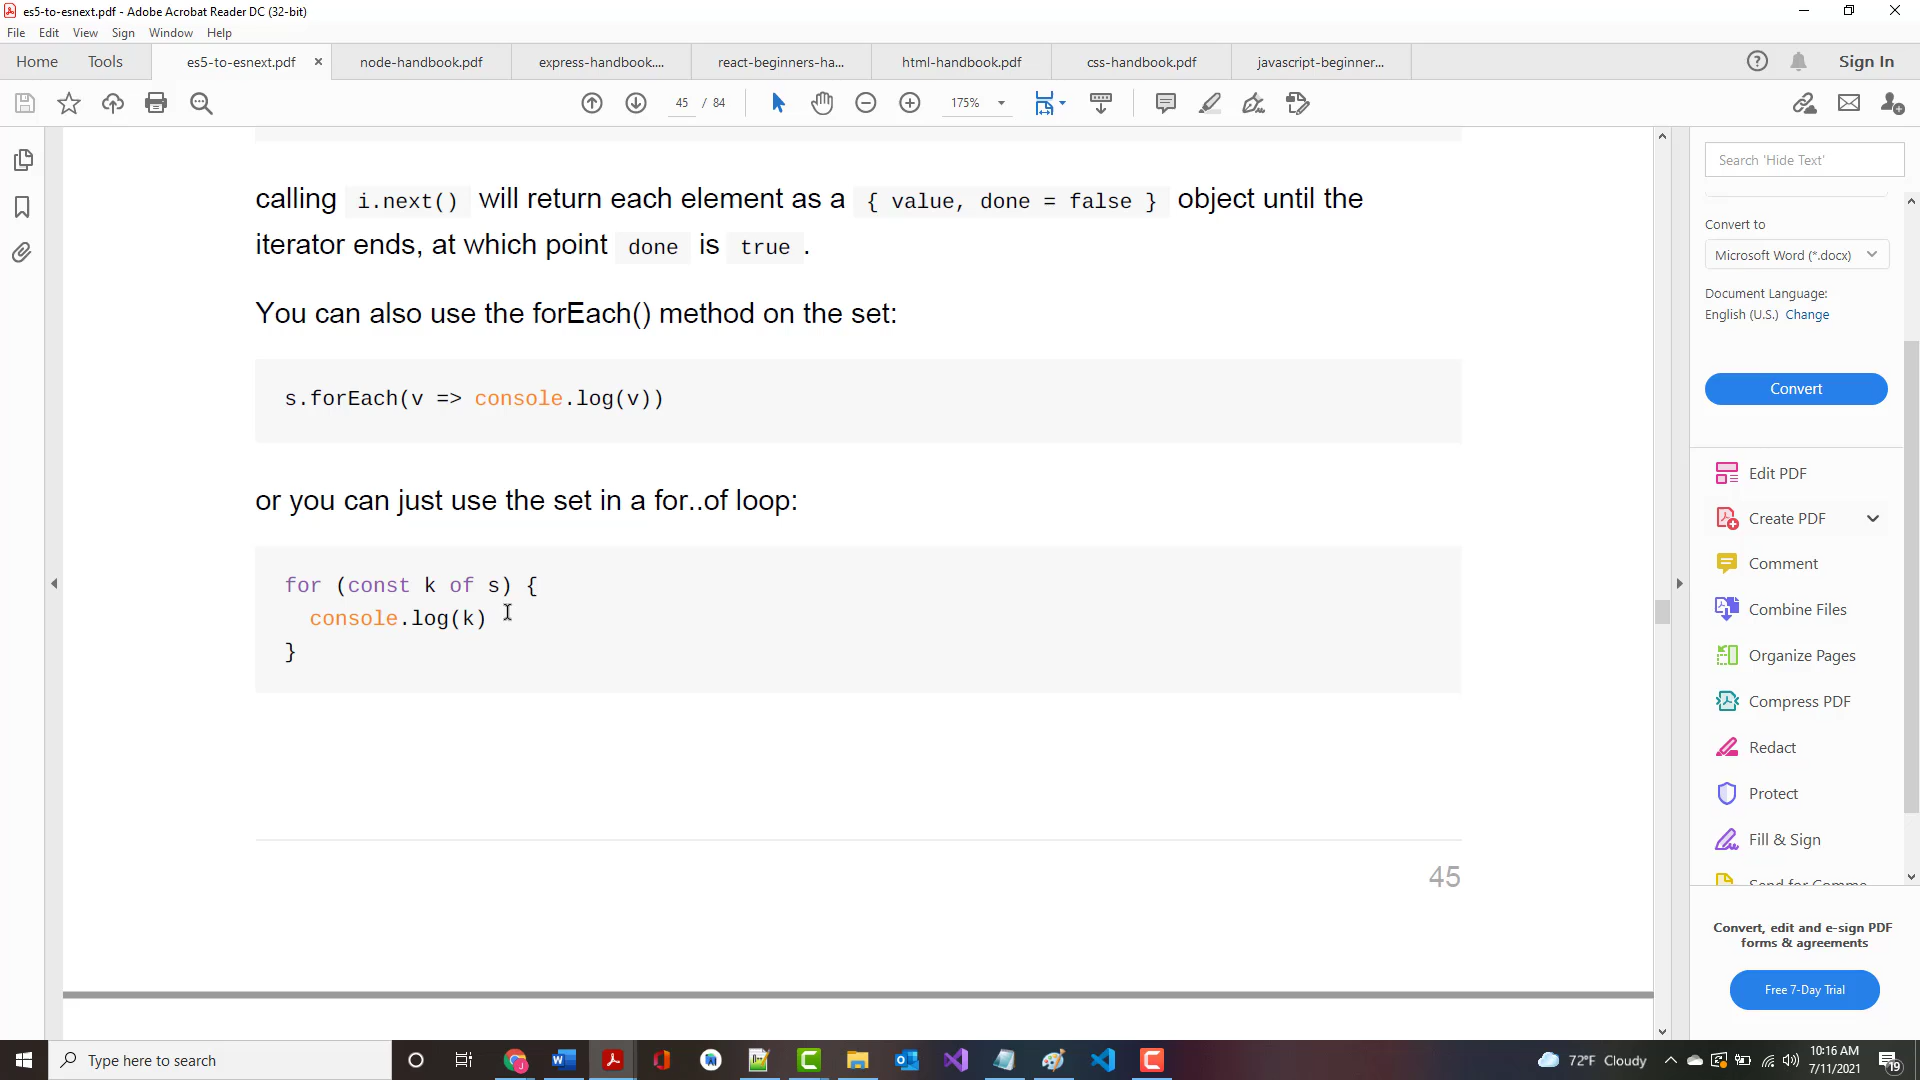 es5-to-esnext.pdf - Adobe Acrobat Reader DC (32-bit)
File Edit View Sign Window Help
Home Tools es5-to-esnext.pdf × node-handbook.pdf express-handbook.... react-beginners-ha... html-handbook.pdf css-handbook.pdf javascript-beginner... Sign In
45 / 84 175%
calling i.next() will return each element as a { value, done = false } object until the
iterator ends, at which point done is true .
You can also use the forEach() method on the set:
s.forEach(v => console.log(v))
or you can just use the set in a for..of loop:
for (const k of s) {
console.log(k)
}
45
Search 'Hide Text'
Convert to
Microsoft Word (*.docx)
Document Language:
English (U.S.) Change
Convert
Edit PDF
Create PDF
Comment
Combine Files
Organize Pages
Compress PDF
Redact
Protect
Fill & Sign
Send for Comme
Convert, edit and e-sign PDF
forms & agreements
Free 7-Day Trial
Type here to search
72°F Cloudy
10:16 AM
7/11/2021
19